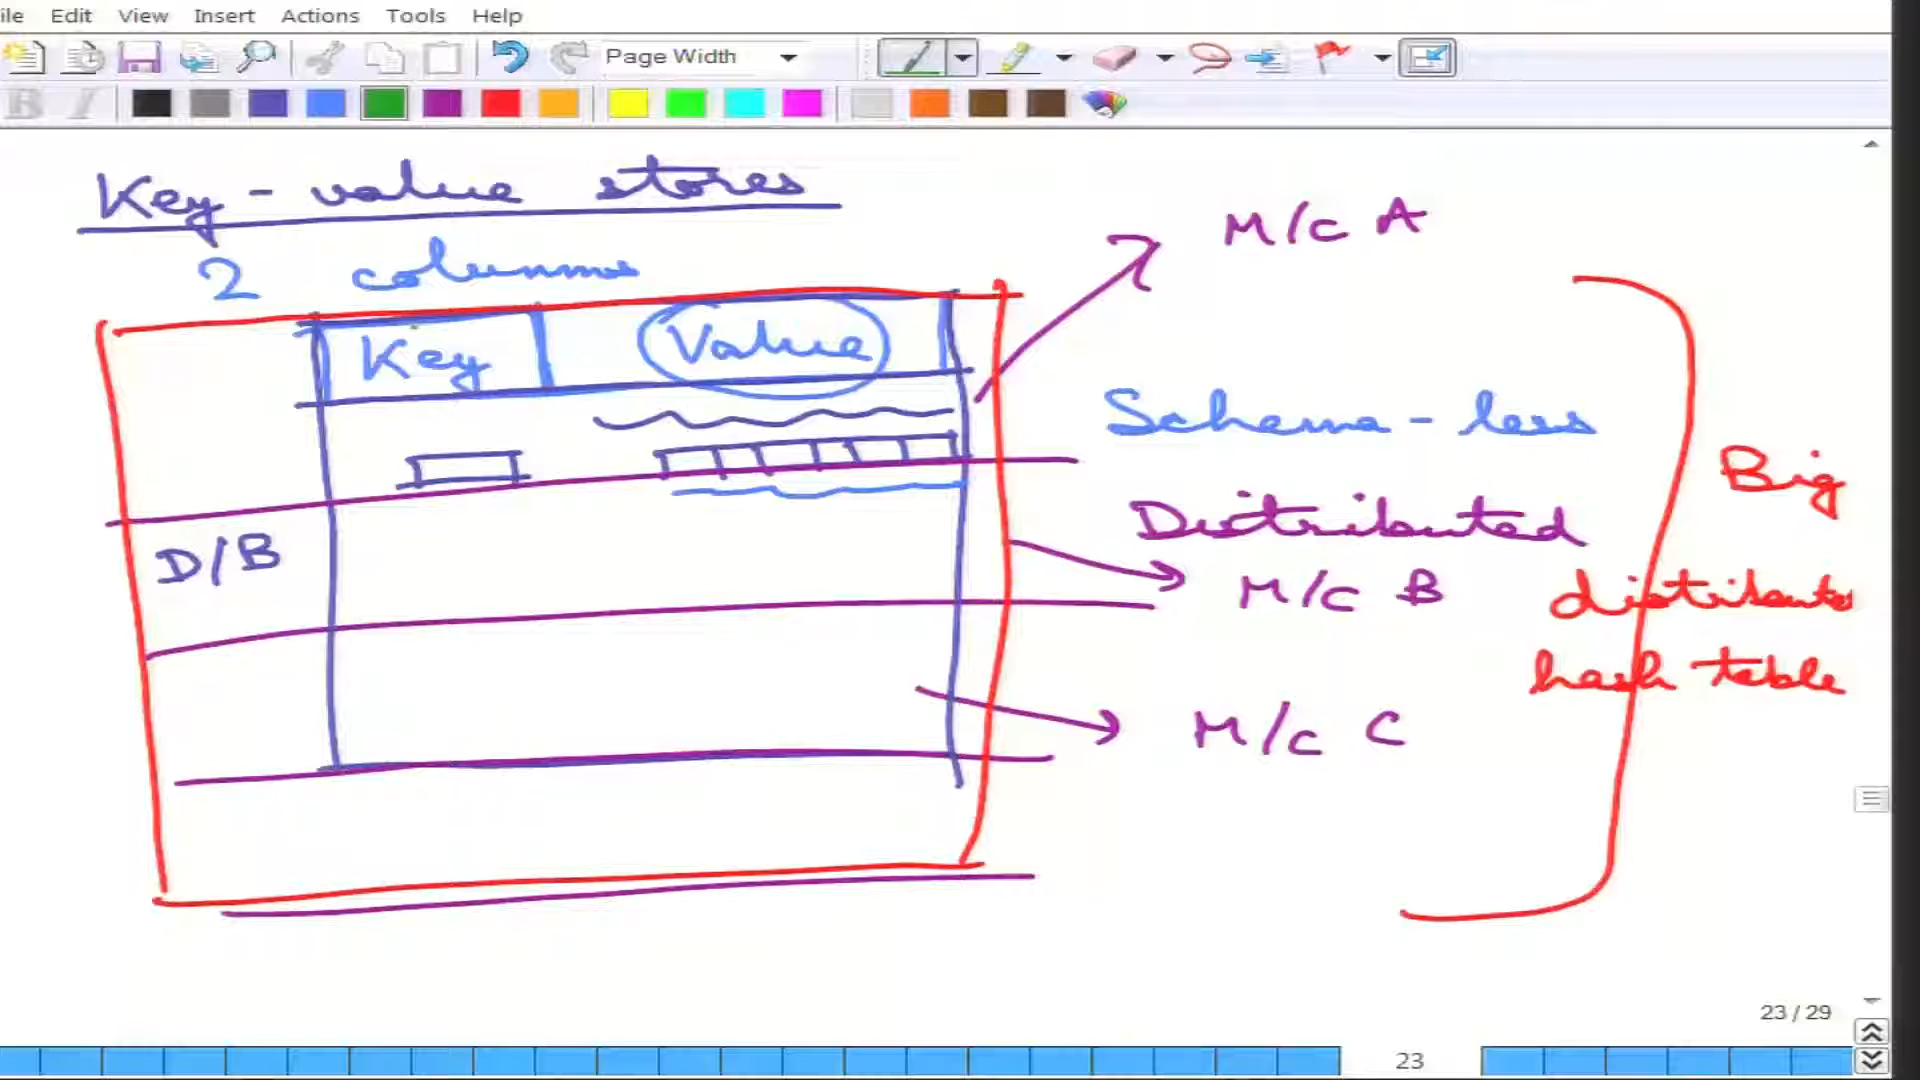 ile Edit View Insert Actions Tools Help
Page Width
B I
Key - value stores
2 columns
M/c A
Key Value
Schema - less
Big
Distributed
D/B
M/c B
distribute
hash table
M/c C
23 / 29
23